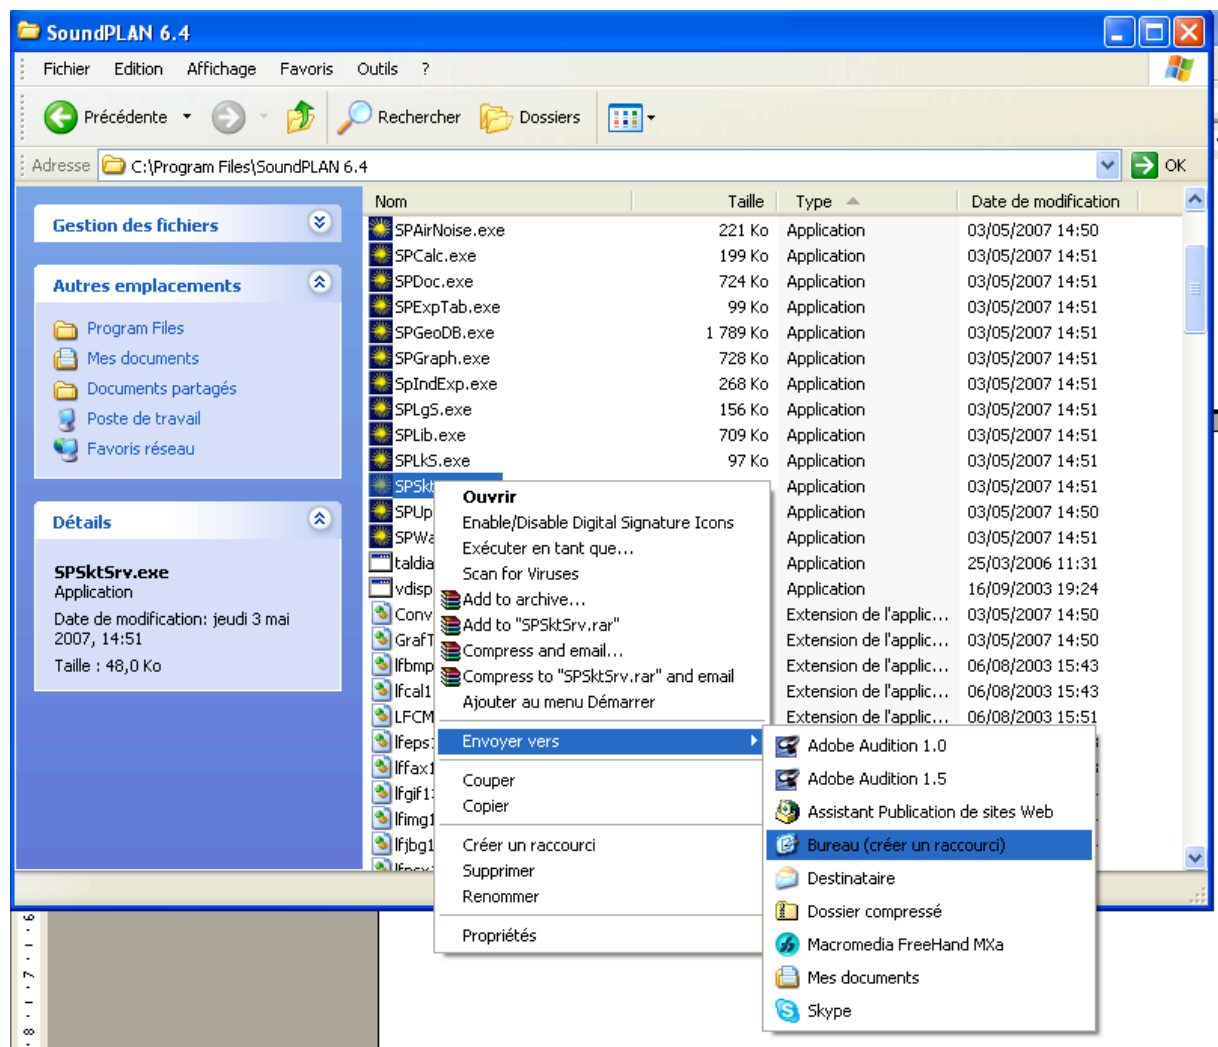 SoundPLAN 6.4
Fichier Edition Affichage Favoris Outils ?
Précédente Rechercher Dossiers
Adresse C:\Program Files\SoundPLAN 6.4 OK
Gestion des fichiers
Autres emplacements
Program Files
Mes documents
Documents partagés
Poste de travail
Favoris réseau
Détails
SPSktSrv.exe
Application
Date de modification: jeudi 3 mai
2007, 14:51
Taille : 48,0 Ko
Nom Taille Type Date de modification
SPAirNoise.exe 221 Ko Application 03/05/2007 14:50
SPCalc.exe 199 Ko Application 03/05/2007 14:51
SPDoc.exe 724 Ko Application 03/05/2007 14:51
SPExpTab.exe 99 Ko Application 03/05/2007 14:51
SPGeoDB.exe 1 789 Ko Application 03/05/2007 14:51
SPGraph.exe 728 Ko Application 03/05/2007 14:51
SpIndExp.exe 268 Ko Application 03/05/2007 14:51
SPLgS.exe 156 Ko Application 03/05/2007 14:51
SPLib.exe 709 Ko Application 03/05/2007 14:51
SPLkS.exe 97 Ko Application 03/05/2007 14:51
SPSkt Application 03/05/2007 14:51
SPUp Application 03/05/2007 14:50
SPWa Application 03/05/2007 14:51
taldia Application 25/03/2006 11:31
vdisp Application 16/09/2003 19:24
Conv Extension de l'applic... 03/05/2007 14:50
GrafT Extension de l'applic... 03/05/2007 14:50
lfbmp Extension de l'applic... 06/08/2003 15:43
lfcal1 Extension de l'applic... 06/08/2003 15:43
LFCM Extension de l'applic... 06/08/2003 15:51
lfeps1
lffax1
lfgif1
lfimg1
lfjbg1
Ouvrir
Enable/Disable Digital Signature Icons
Exécuter en tant que...
Scan for Viruses
Add to archive...
Add to "SPSktSrv.rar"
Compress and email...
Compress to "SPSktSrv.rar" and email
Ajouter au menu Démarrer
Envoyer vers
Couper
Copier
Créer un raccourci
Supprimer
Renommer
Propriétés
Adobe Audition 1.0
Adobe Audition 1.5
Assistant Publication de sites Web
Bureau (créer un raccourci)
Destinataire
Dossier compressé
Macromedia FreeHand MXa
Mes documents
Skype